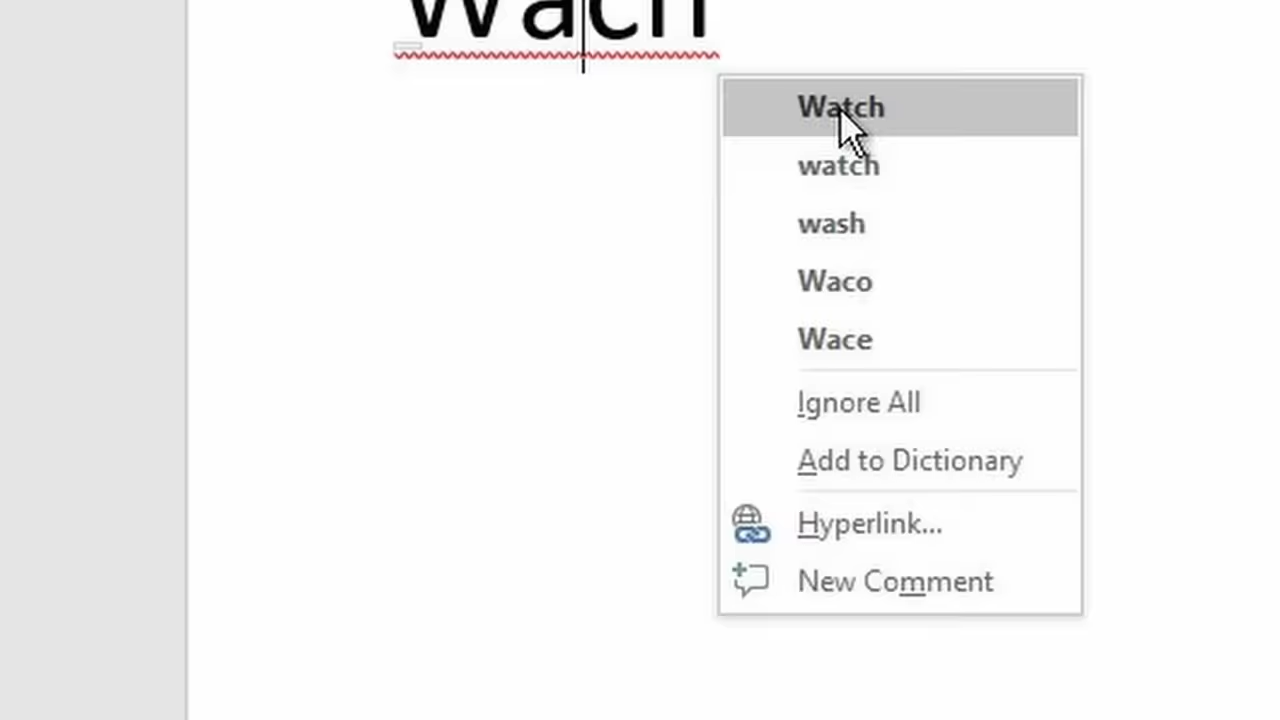 Wach
Watch
watch
wash
Waco
Wace
Ignore All
Add to Dictionary
Hyperlink...
New Comment